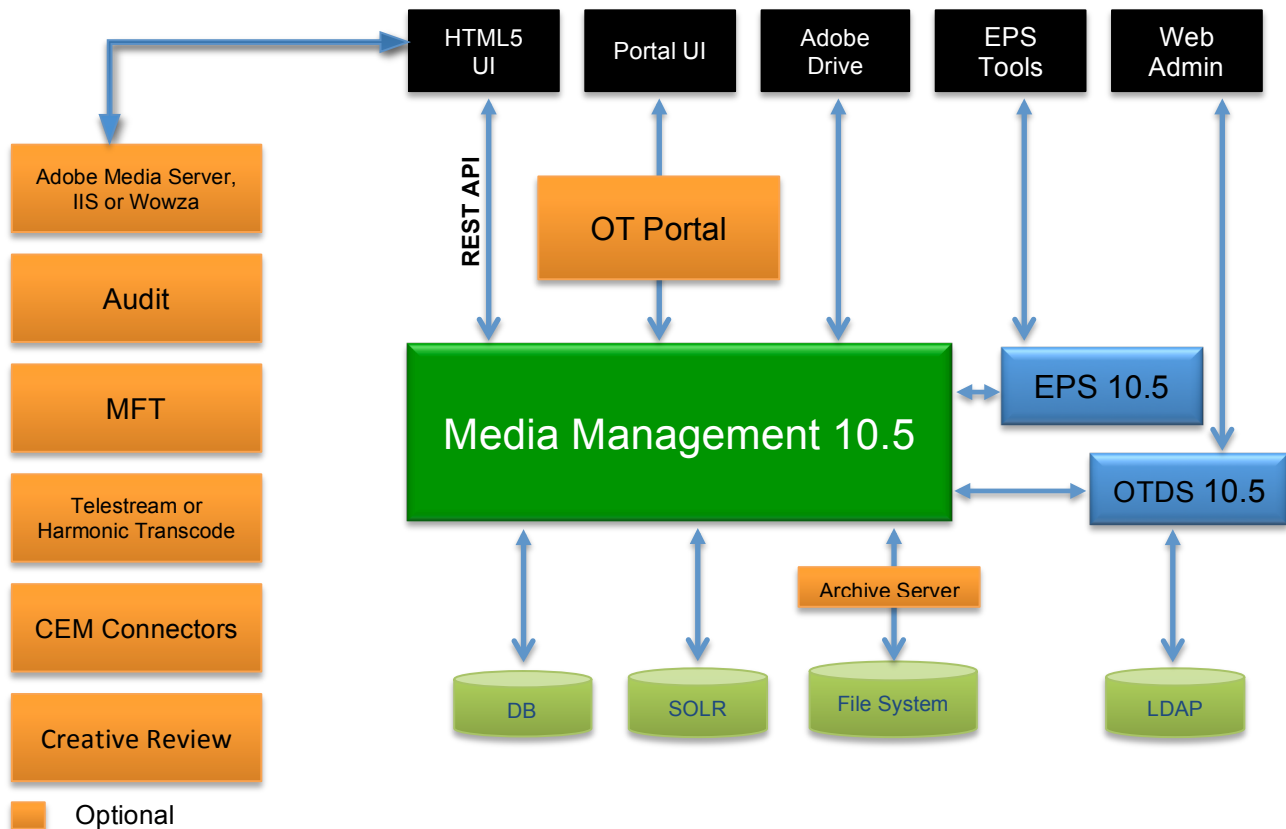 HTML5
UI
Portal UI
Adobe
Drive
EPS
Tools
Web
Admin
Adobe Media Server,
IIS or Wowza
REST API
OT Portal
Audit
MFT
Media Management 10.5
EPS 10.5
OTDS 10.5
Telestream or
Harmonic Transcode
Archive Server
CEM Connectors
DB
SOLR
File System
LDAP
Creative Review
Optional